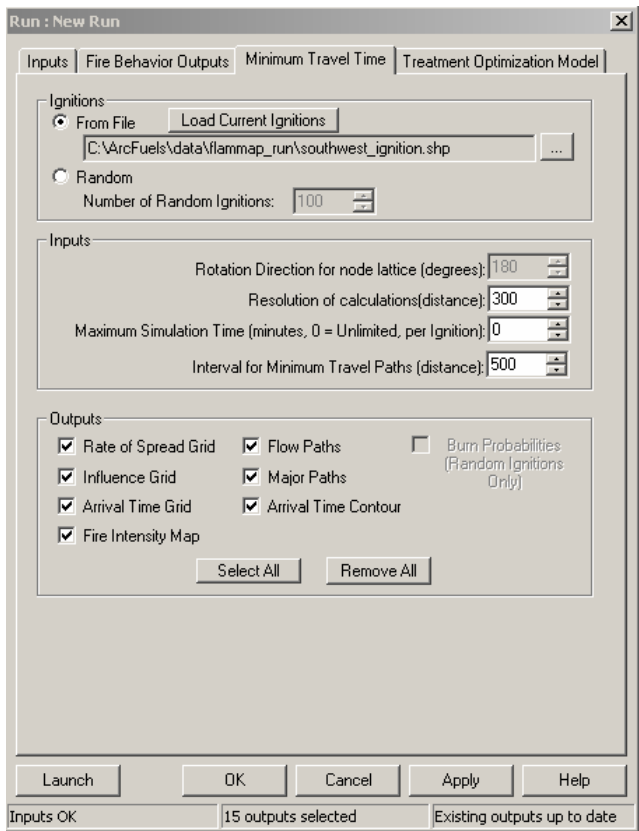 Run : New Run
Inputs
Fire Behavior Outputs
Minimum Travel Time
Treatment Optimization Model
Ignitions
From File
Load Current Ignitions
C:\ArcFuels\data\flammap_run\southwest_ignition.shp
...
Random
Number of Random Ignitions:
100
Inputs
Rotation Direction for node lattice (degrees):
180
Resolution of calculations(distance):
300
Maximum Simulation Time (minutes, 0 = Unlimited, per Ignition):
0
Interval for Minimum Travel Paths (distance):
500
Outputs
Rate of Spread Grid
Flow Paths
Burn Probabilities
(Random Ignitions
Only)
Influence Grid
Major Paths
Arrival Time Grid
Arrival Time Contour
Fire Intensity Map
Select All
Remove All
Launch
OK
Cancel
Apply
Help
Inputs OK
15 outputs selected
Existing outputs up to date